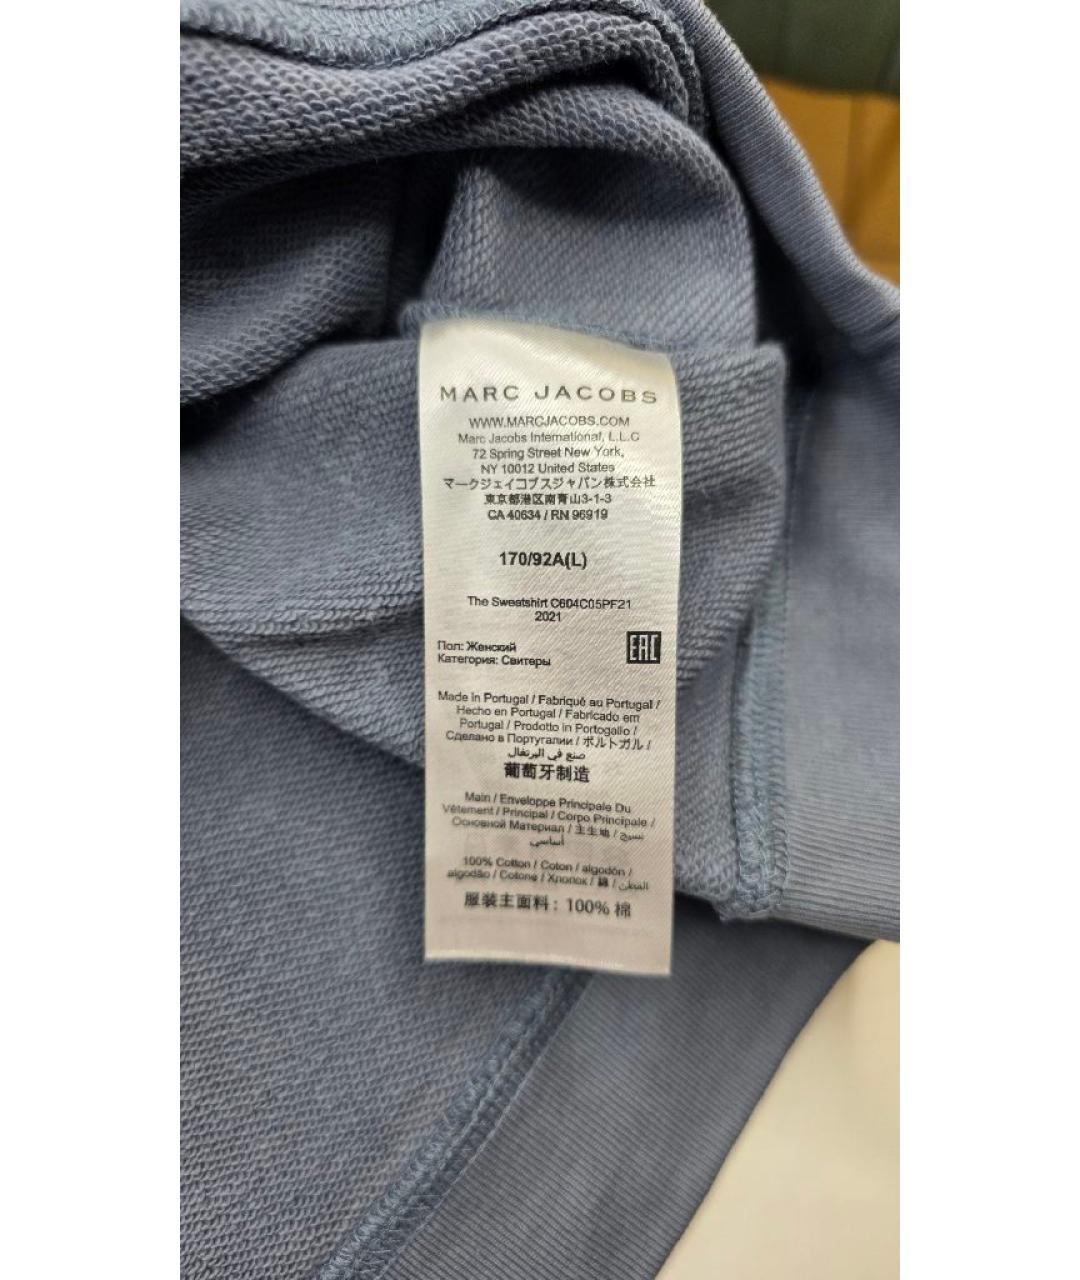 MARC JACOBS
WWW.MARCJACOBS.COM
Marc Jacobs International, L.L.C
72 Spring Street New York,
NY 10012 United States
マークジェイコブスジャパン株式会社
東京都港区南青山3-1-3
CA 40634 / RN 96919
170/92A(L)
The Sweatshirt C604C05PF21
2021
Пол: Женский
Категория: Свитеры
EAC
Made in Portugal / Fabriqué au Portugal /
Hecho en Portugal / Fabricado em
Portugal / Prodotto in Portogallo /
Сделано в Португалии / ポルトガル /
صنع في البرتغال
葡萄牙制造
Main / Enveloppe Principale Du
Vêtement / Principal / Corpo Principale /
Основной Материал / 主生地 / نسيج
أساسي
100% Cotton / Coton / algodón /
algodão / Cotone / Хлопок / 綿 / القطن
服装主面料: 100% 棉